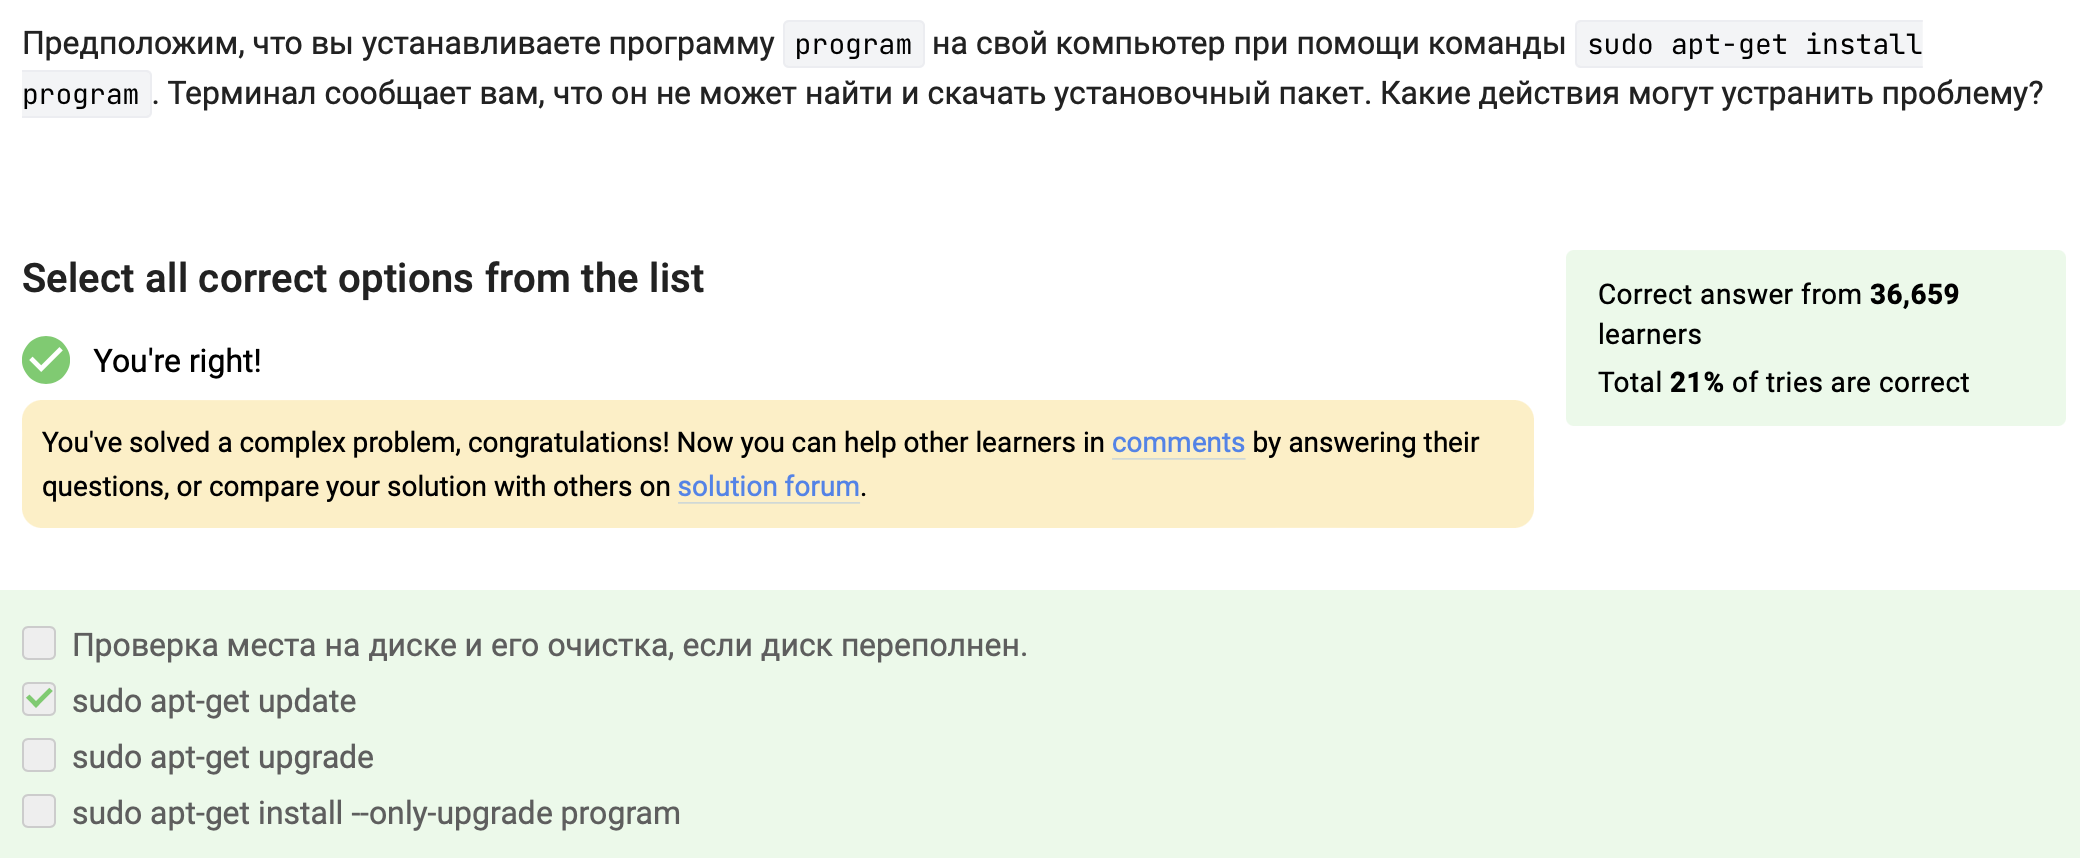 Предположим, что вы устанавливаете программу program на свой компьютер при помощи команды sudo apt-get install
program. Терминал сообщает вам, что он не может найти и скачать установочный пакет. Какие действия могут устранить проблему?
Select all correct options from the list
Correct answer from 36,659
learners
Total 21% of tries are correct
You're right!
You've solved a complex problem, congratulations! Now you can help other learners in comments by answering their
questions, or compare your solution with others on solution forum.
Проверка места на диске и его очистка, если диск переполнен.
sudo apt-get update
sudo apt-get upgrade
sudo apt-get install --only-upgrade program